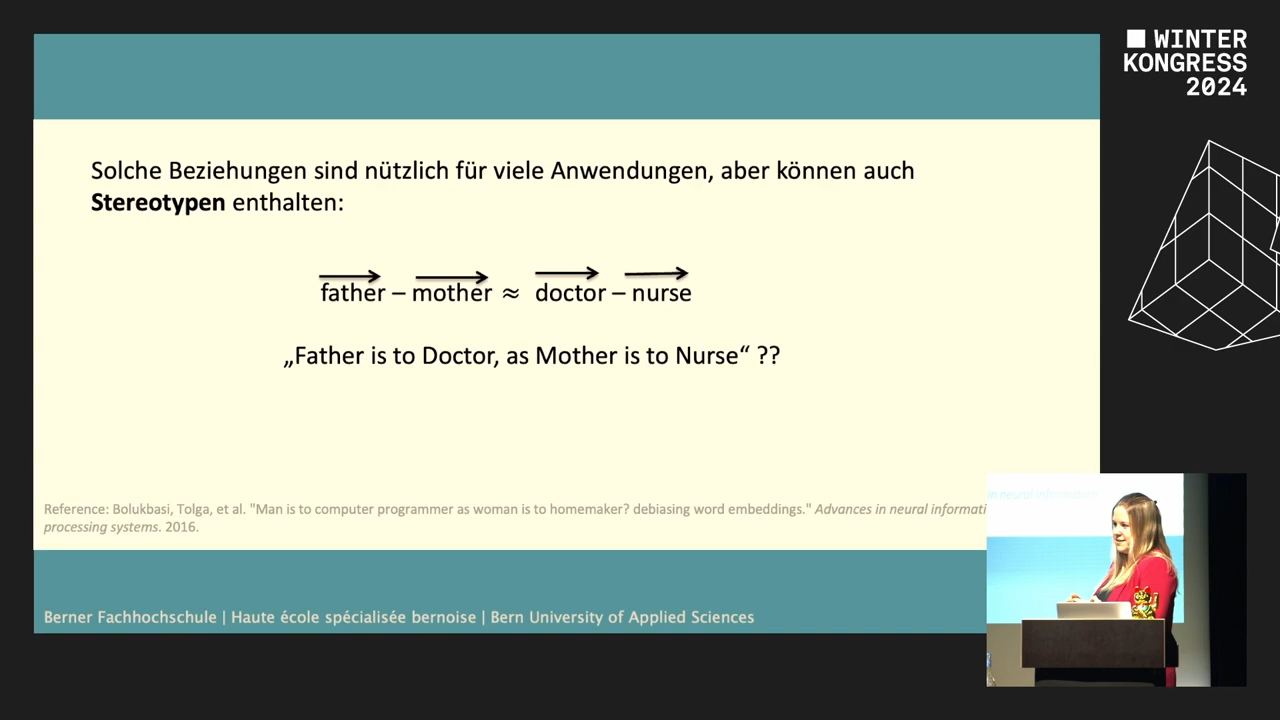 WINTER
KONGRESS
2024
Solche Beziehungen sind nützlich für viele Anwendungen, aber können auch
Stereotypen enthalten:
father – mother ≈ doctor – nurse
„Father is to Doctor, as Mother is to Nurse“ ??
Reference: Bolukbasi, Tolga, et al. "Man is to computer programmer as woman is to homemaker? debiasing word embeddings." Advances in neural informati
processing systems. 2016.
in neural information
Berner Fachhochschule | Haute école spécialisée bernoise | Bern University of Applied Sciences